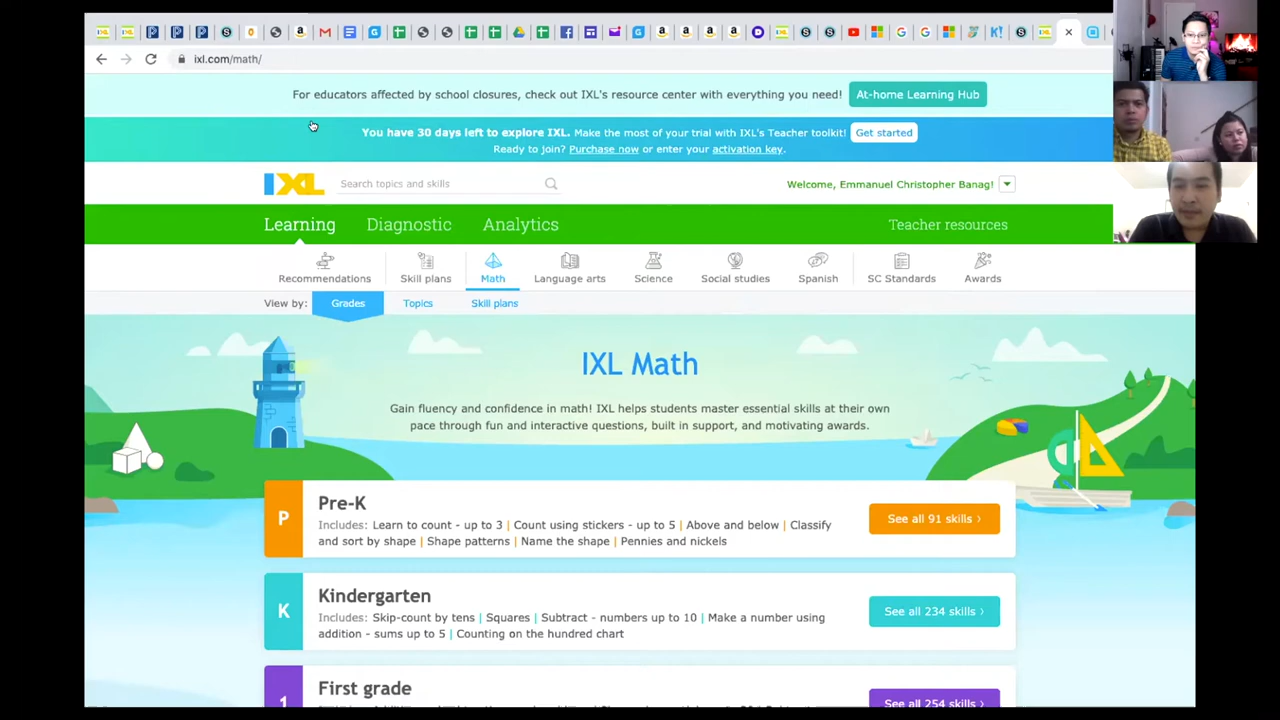 ixl.com/math/
For educators affected by school closures, check out IXL's resource center with everything you need! At-home Learning Hub
You have 30 days left to explore IXL. Make the most of your trial with IXL's Teacher toolkit! Get started
Ready to join? Purchase now or enter your activation key.
IXL Search topics and skills Welcome, Emmanuel Christopher Banag!
Learning Diagnostic Analytics Teacher resources
Recommendations Skill plans Math Language arts Science Social studies Spanish SC Standards Awards
View by: Grades Topics Skill plans
IXL Math
Gain fluency and confidence in math! IXL helps students master essential skills at their own
pace through fun and interactive questions, built in support, and motivating awards.
P Pre-K
Includes: Learn to count - up to 3 | Count using stickers - up to 5 | Above and below | Classify
and sort by shape | Shape patterns | Name the shape | Pennies and nickels
See all 91 skills ›
K Kindergarten
Includes: Skip-count by tens | Squares | Subtract - numbers up to 10 | Make a number using
addition - sums up to 5 | Counting on the hundred chart
See all 234 skills ›
1 First grade
See all 254 skills ›